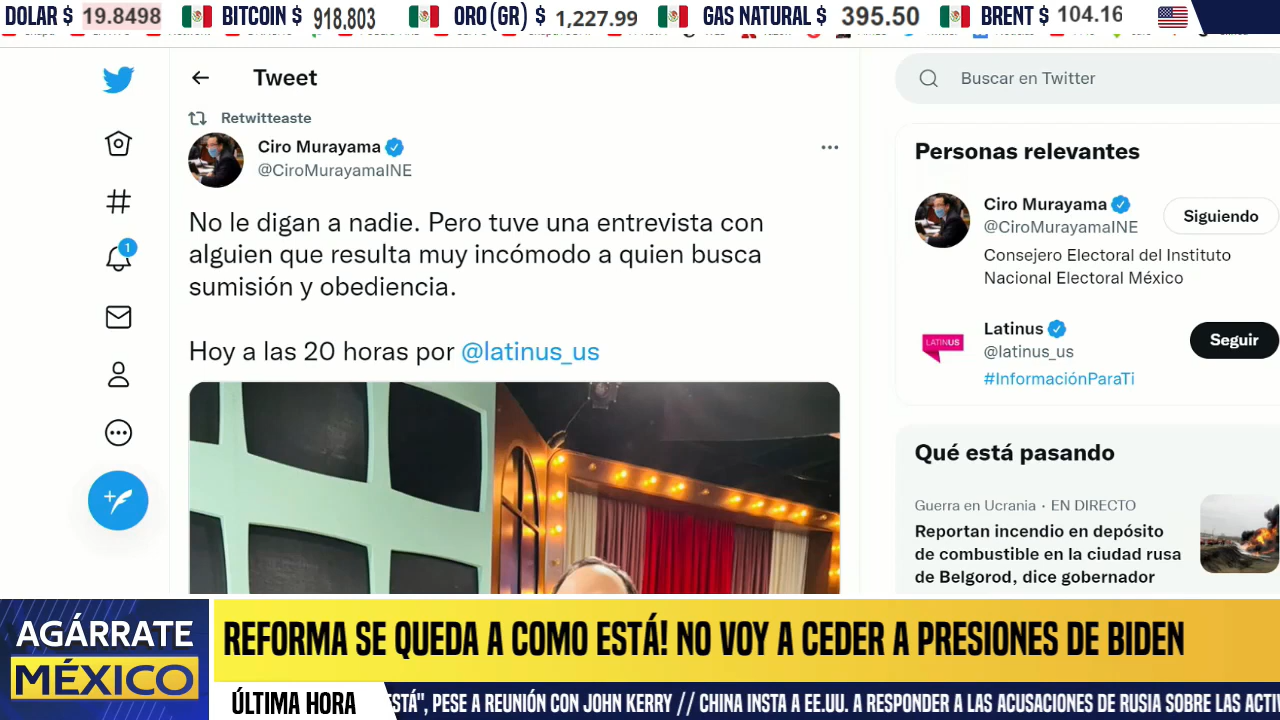 DOLAR $ 19.8498 BITCOIN $ 918,803 ORO(GR) $ 1,227.99 GAS NATURAL $ 395.50 BRENT $ 104.16
Tweet
Buscar en Twitter
Retwitteaste
Ciro Murayama
@CiroMurayamaINE
No le digan a nadie. Pero tuve una entrevista con
alguien que resulta muy incómodo a quien busca
sumisión y obediencia.
Hoy a las 20 horas por @latinus_us
1
Personas relevantes
Ciro Murayama
@CiroMurayamaINE
Siguiendo
Consejero Electoral del Instituto
Nacional Electoral México
LATINUS
Latinus
@latinus_us
Seguir
#InformaciónParaTi
Qué está pasando
Guerra en Ucrania · EN DIRECTO
Reportan incendio en depósito
de combustible en la ciudad rusa
de Belgorod, dice gobernador
AGÁRRATE
MÉXICO
REFORMA SE QUEDA A COMO ESTÁ! NO VOY A CEDER A PRESIONES DE BIDEN
ÚLTIMA HORA
STÁ", PESE A REUNIÓN CON JOHN KERRY // CHINA INSTA A EE.UU. A RESPONDER A LAS ACUSACIONES DE RUSIA SOBRE LAS ACTIV